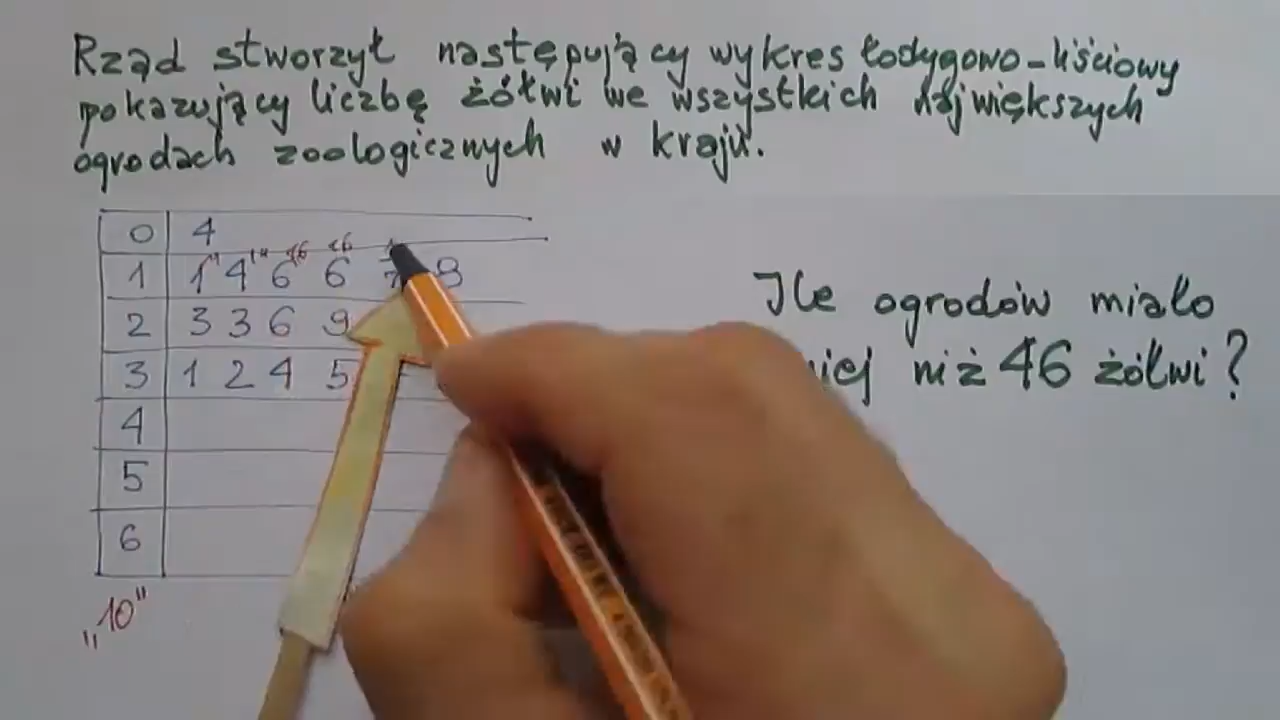 Rząd stworzył następujący wykres łodygowo-liściowy
pokazujący liczbę żółwi we wszystkich największych
ogrodach zoologicznych w kraju.
0 4
1 1 4 6 6 7 9
2 3 3 6 9
3 1 2 4 5
4
5
6
„10"
Ile ogrodów miało
niż 46 żółwi?